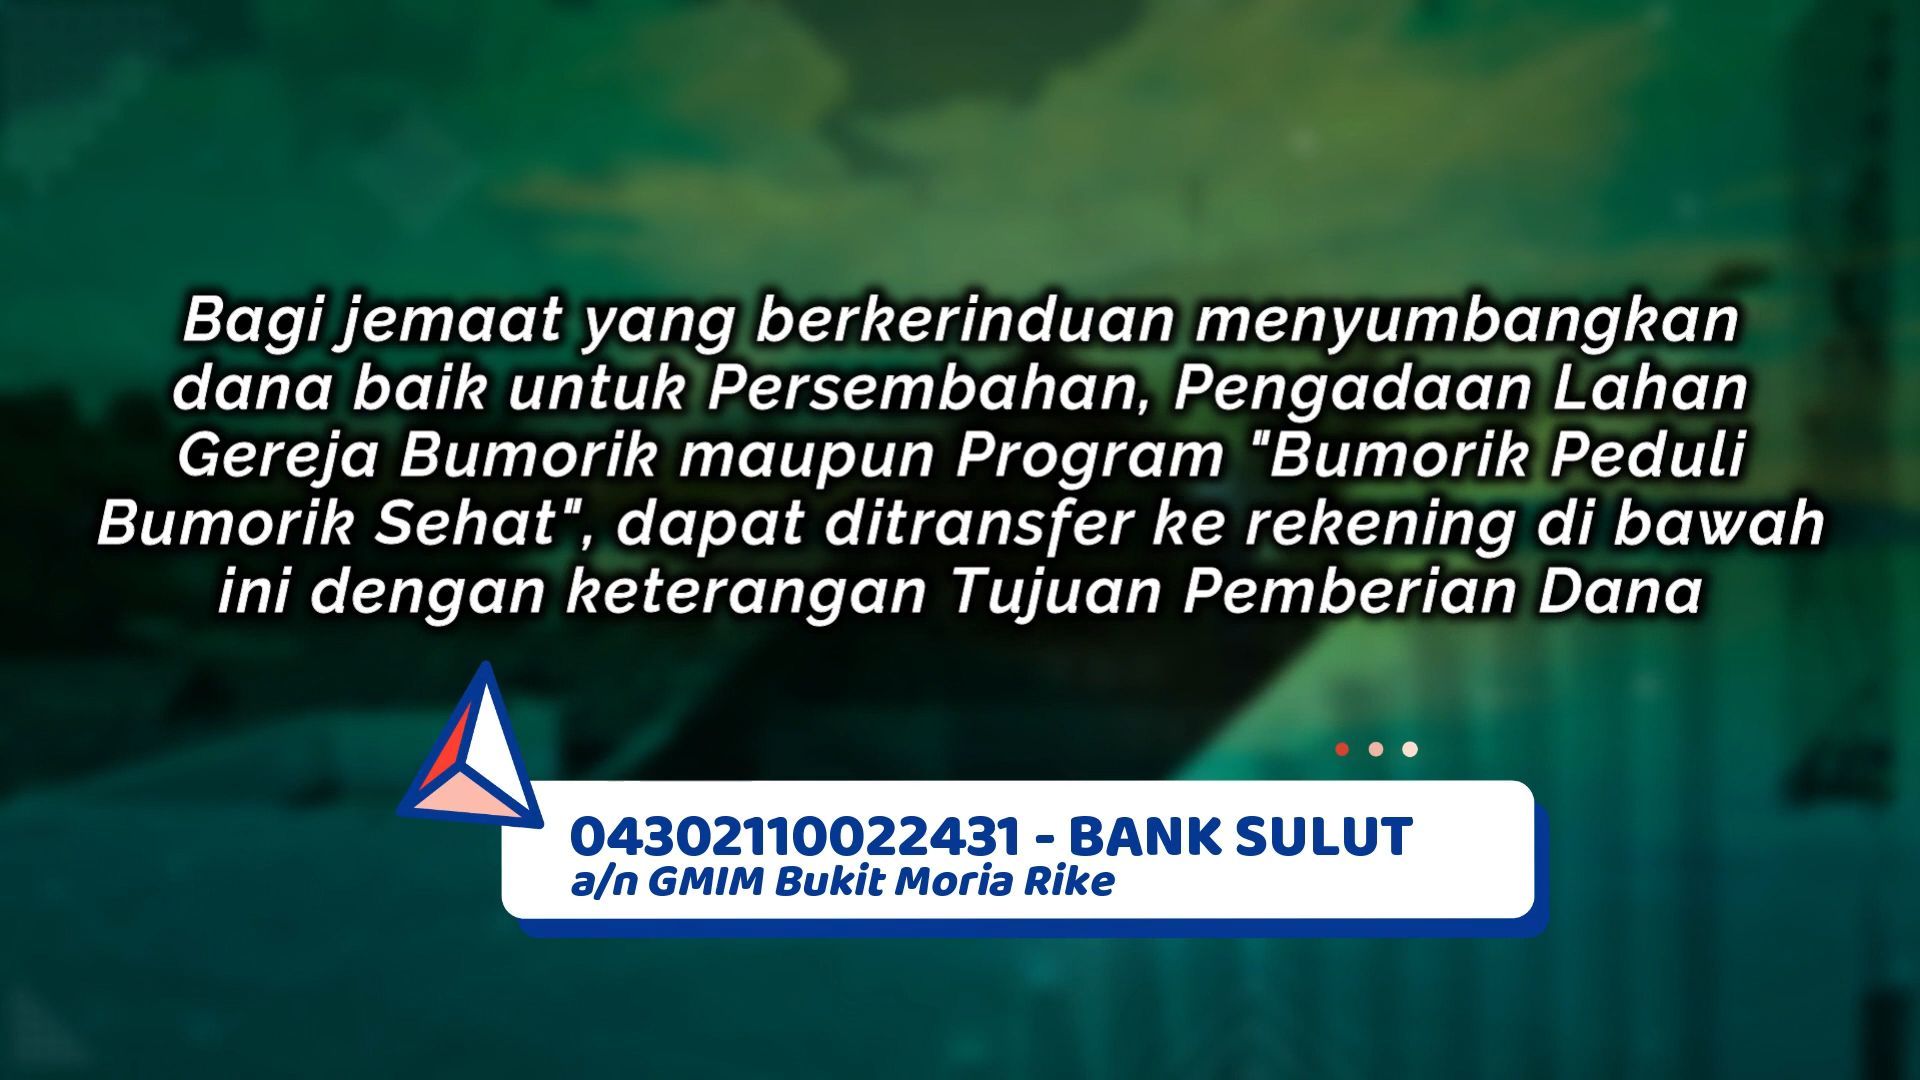 Bagi jemaat yang berkerinduan menyumbangkan
dana baik untuk Persembahan, Pengadaan Lahan
Gereja Bumorik maupun Program "Bumorik Peduli
Bumorik Sehat", dapat ditransfer ke rekening di bawah
ini dengan keterangan Tujuan Pemberian Dana
04302110022431 - BANK SULUT
a/n GMIM Bukit Moria Rike